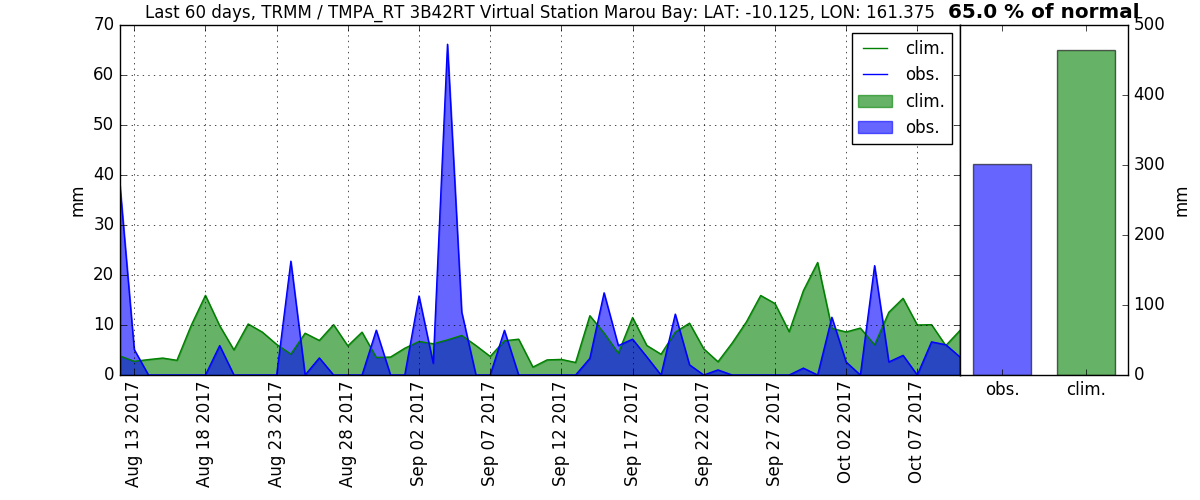 Last 60 days, TRMM / TMPA_RT 3B42RT Virtual Station Marou Bay: LAT: -10.125, LON: 161.375
65.0 % of normal
70
60
50
40
30
20
10
0
mm
clim.
obs.
clim.
obs.
Aug 13 2017
Aug 18 2017
Aug 23 2017
Aug 28 2017
Sep 02 2017
Sep 07 2017
Sep 12 2017
Sep 17 2017
Sep 22 2017
Sep 27 2017
Oct 02 2017
Oct 07 2017
500
400
300
200
100
0
mm
obs.
clim.